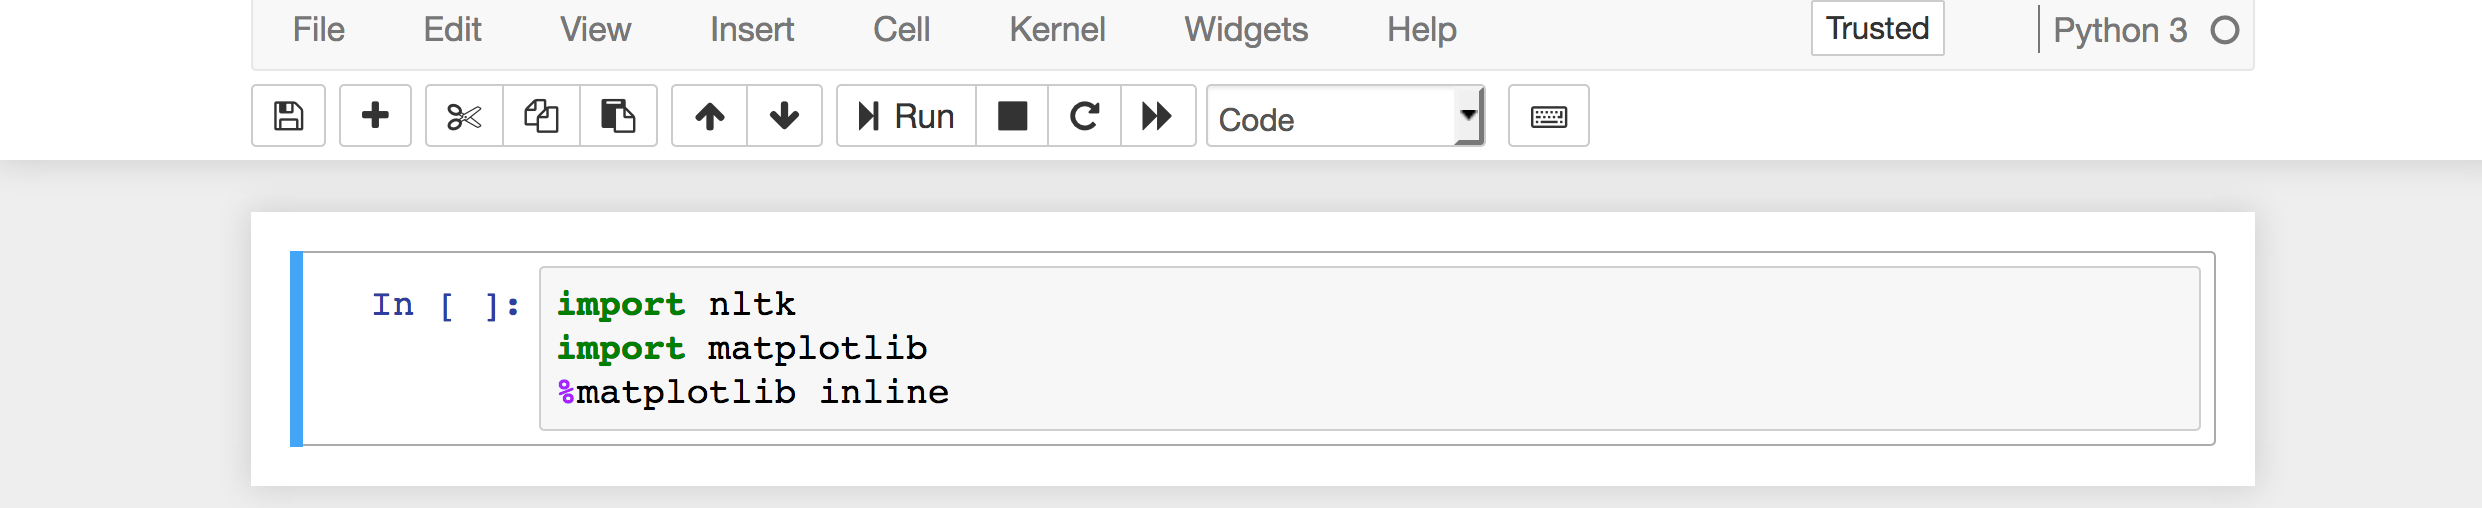 File Edit View Insert Cell Kernel Widgets Help Trusted Python 3
Run Code
In [ ]: import nltk
import matplotlib
%matplotlib inline